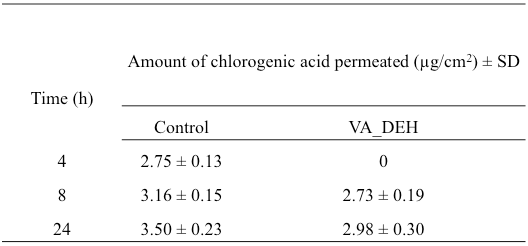 Amount of chlorogenic acid permeated (µg/cm²) ± SD
Time (h)
Control VA_DEH
4 2.75 ± 0.13 0
8 3.16 ± 0.15 2.73 ± 0.19
24 3.50 ± 0.23 2.98 ± 0.30